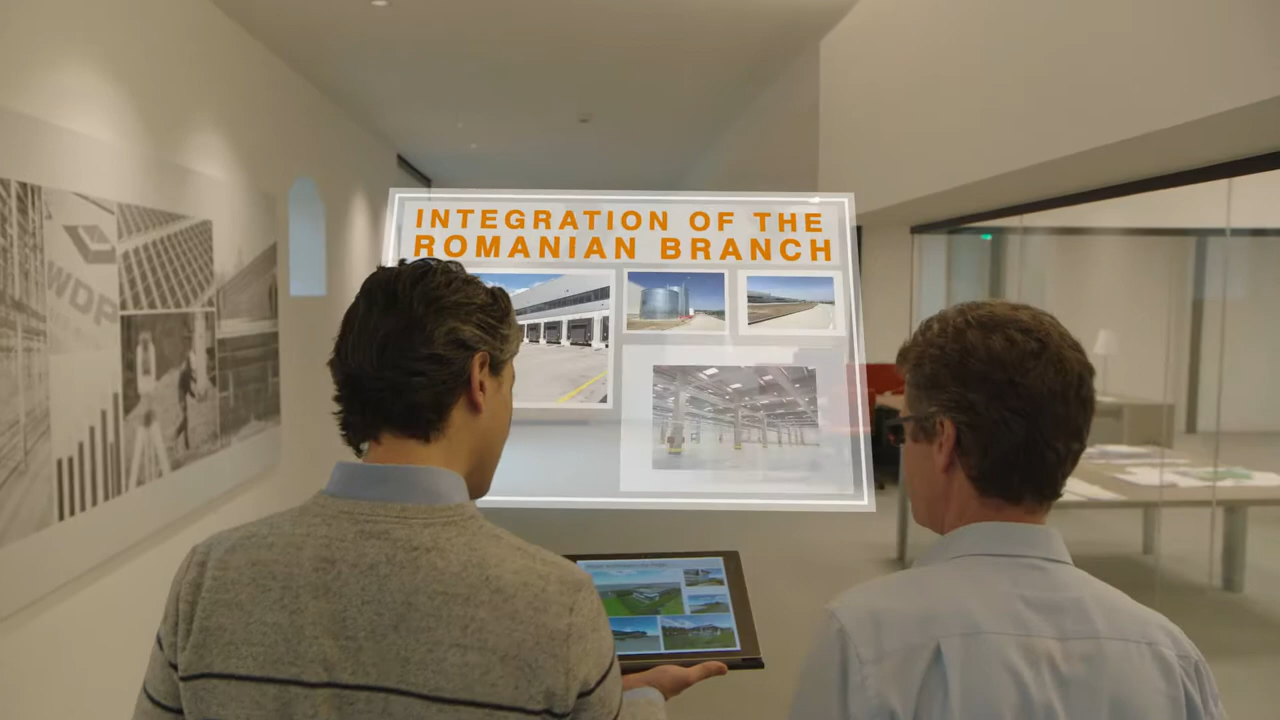 INTEGRATION OF THE
ROMANIAN BRANCH
WDP